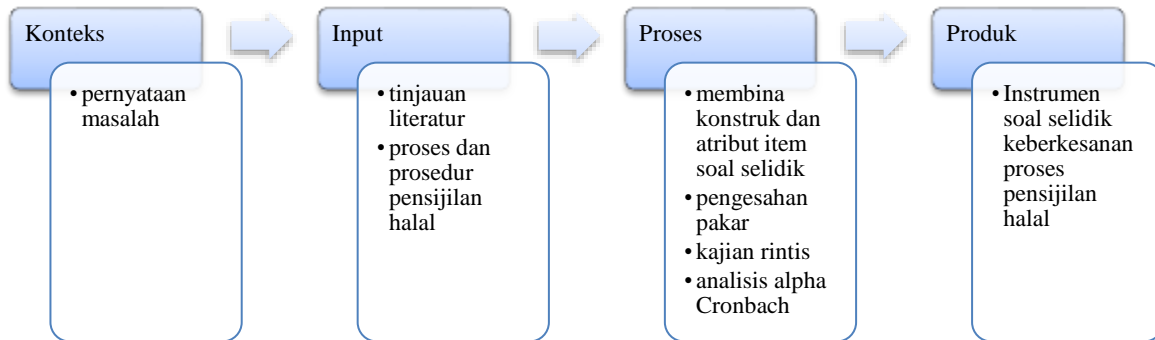 Konteks
• pernyataan
masalah
Input
• tinjauan
literatur
• proses dan
prosedur
pensijilan
halal
Proses
• membina
konstruk dan
atribut item
soal selidik
• pengesahan
pakar
• kajian rintis
• analisis alpha
Cronbach
Produk
• Instrumen
soal selidik
keberkesanan
proses
pensijilan
halal